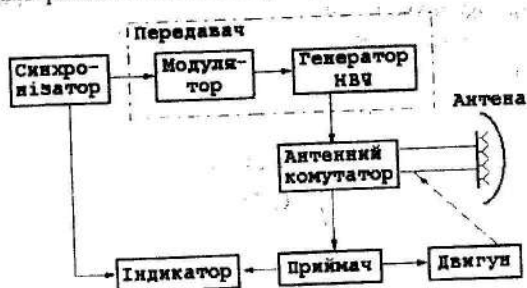 Передавач
Синхро-
нізатор
Модуля-
тор
Генератор
НВЧ
Антена
Антенний
комутатор
Індикатор
Приймач
Двигун